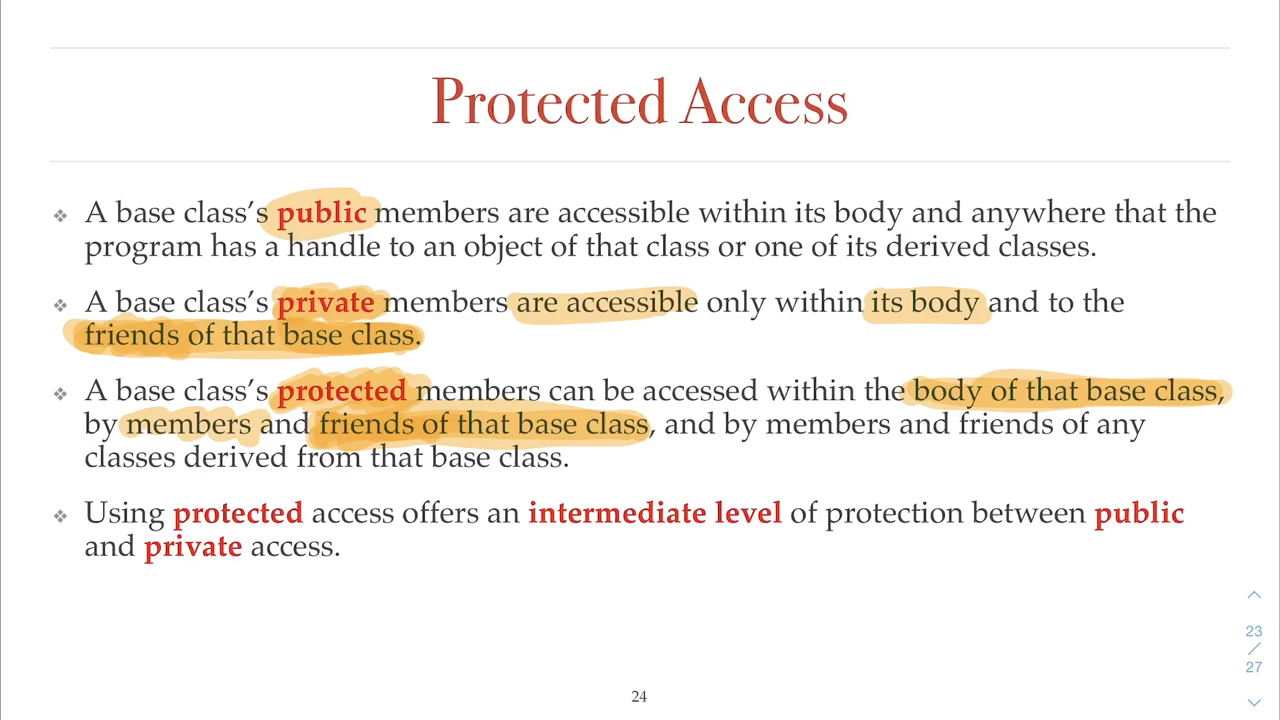 Protected Access
❖ A base class’s public members are accessible within its body and anywhere that the
program has a handle to an object of that class or one of its derived classes.
❖ A base class’s private members are accessible only within its body and to the
friends of that base class.
❖ A base class’s protected members can be accessed within the body of that base class,
by members and friends of that base class, and by members and friends of any
classes derived from that base class.
❖ Using protected access offers an intermediate level of protection between public
and private access.
23
/
27
24